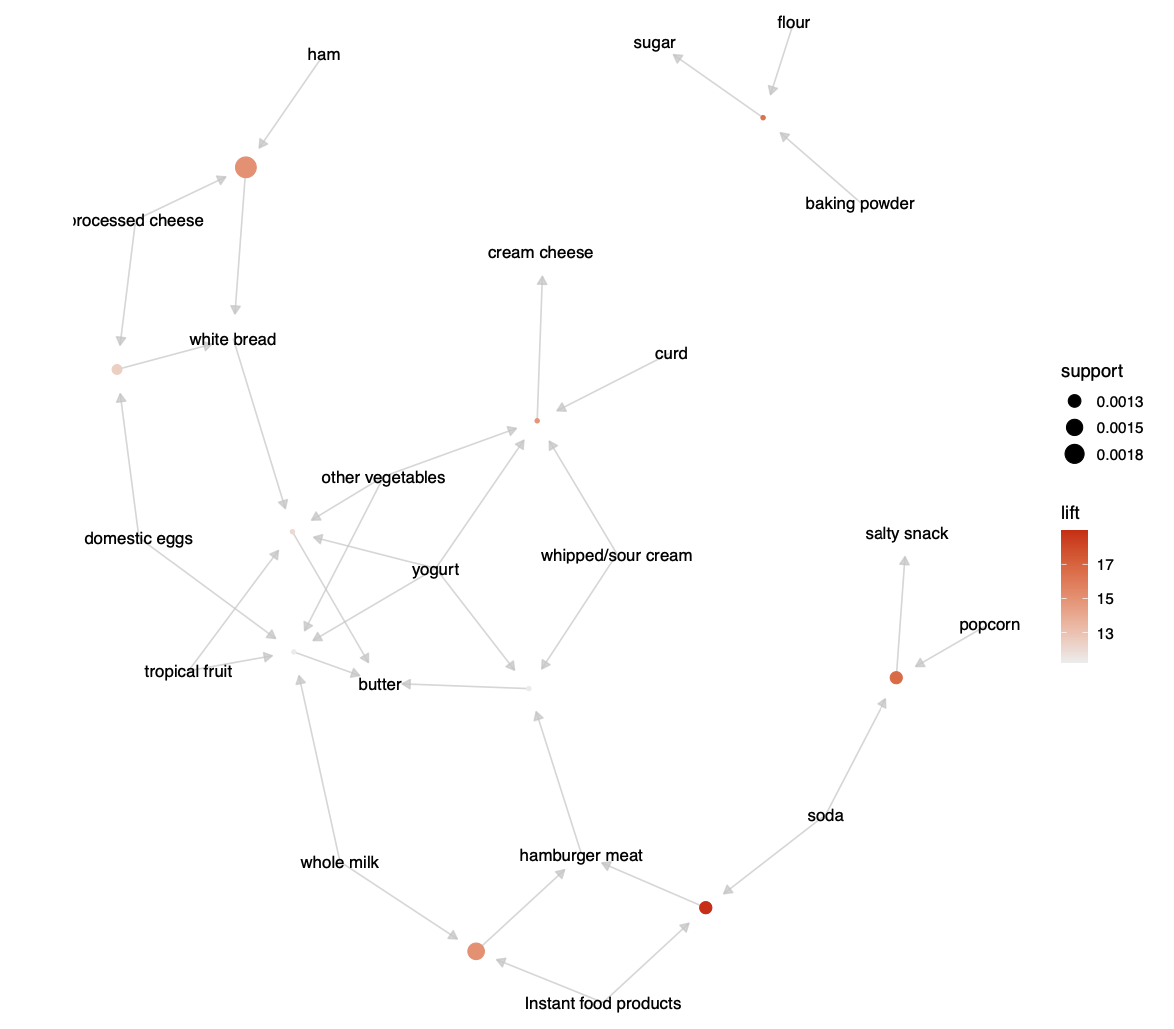 flour
sugar
ham
baking powder
processed cheese
cream cheese
white bread
curd
support
0.0013
0.0015
0.0018
other vegetables
lift
17
15
13
salty snack
domestic eggs
whipped/sour cream
yogurt
popcorn
tropical fruit
butter
soda
hamburger meat
whole milk
Instant food products